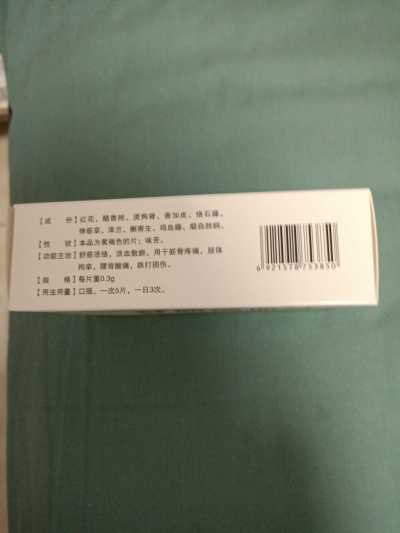 【成　份】红花、醋香附、烫狗脊、香加皮、络石藤、
伸筋草、泽兰、槲寄生、鸡血藤、煅自然铜。
【性　状】本品为黄褐色的片；味苦。
【功能主治】舒筋活络，活血散瘀。用于筋骨疼痛，肢体
拘挛，腰背酸痛，跌打损伤。
【规　格】每片重0.3g
【用法用量】口服，一次5片，一日3次。
6921578753850